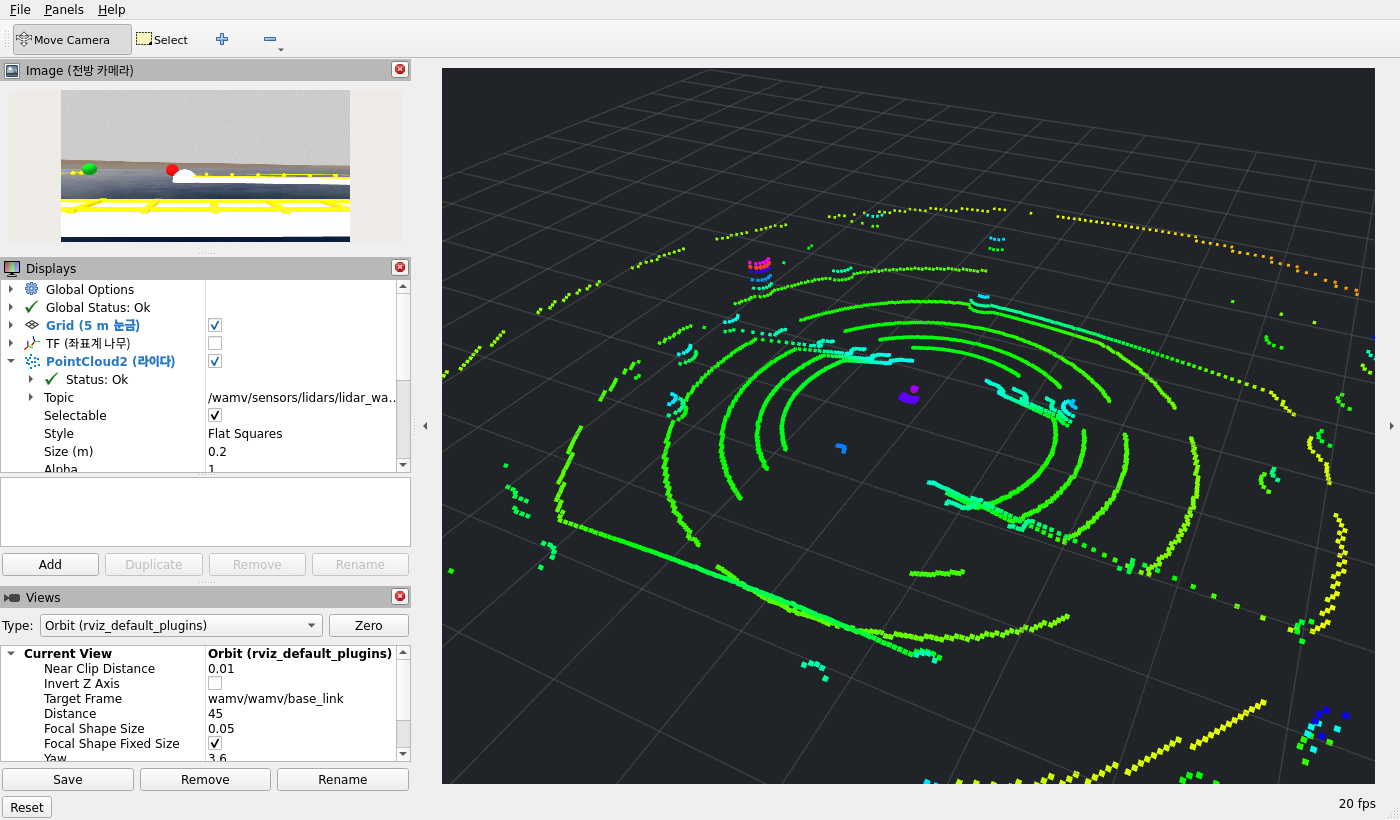 File Panels Help
Move Camera Select
Image (전방 카메라)
Displays
Global Options
Global Status: Ok
Grid (5 m 눈금)
TF (좌표계 나무)
PointCloud2 (라이다)
Status: Ok
Topic /wamv/sensors/lidars/lidar_wa...
Selectable
Style Flat Squares
Size (m) 0.2
Alpha 1
Add Duplicate Remove Rename
Views
Type: Orbit (rviz_default_plugins) Zero
Current View Orbit (rviz_default_plugins)
Near Clip Distance 0.01
Invert Z Axis
Target Frame wamv/wamv/base_link
Distance 45
Focal Shape Size 0.05
Focal Shape Fixed Size
Yaw 3.6
Save Remove Rename
Reset
20 fps